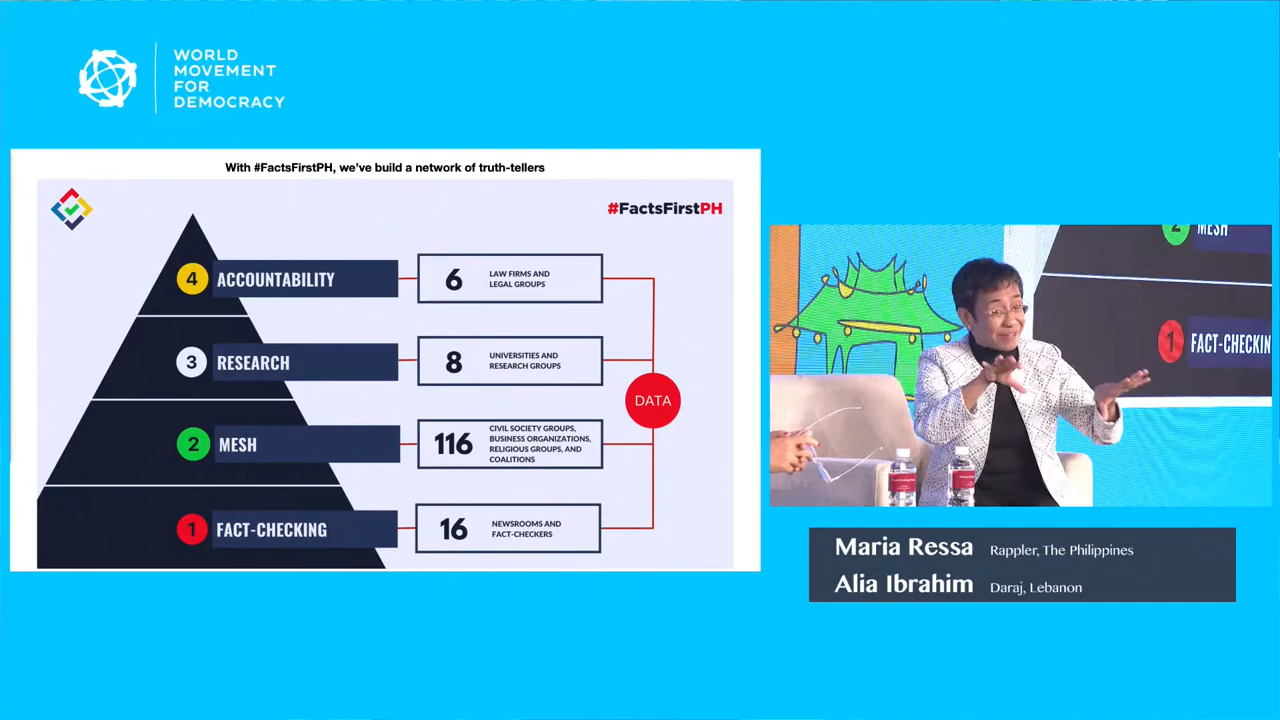 WORLD
MOVEMENT
FOR
DEMOCRACY
With #FactsFirstPH, we've build a network of truth-tellers
#FactsFirstPH
4 ACCOUNTABILITY
6
LAW FIRMS AND
LEGAL GROUPS
3 RESEARCH
8
UNIVERSITIES AND
RESEARCH GROUPS
2 MESH
116
CIVIL SOCIETY GROUPS,
BUSINESS ORGANIZATIONS,
RELIGIOUS GROUPS, AND
COALITIONS
1 FACT-CHECKING
16
NEWSROOMS AND
FACT-CHECKERS
DATA
2 MESH
1 FACT-CHECKIN
Maria Ressa Rappler, The Philippines
Alia Ibrahim Daraj, Lebanon